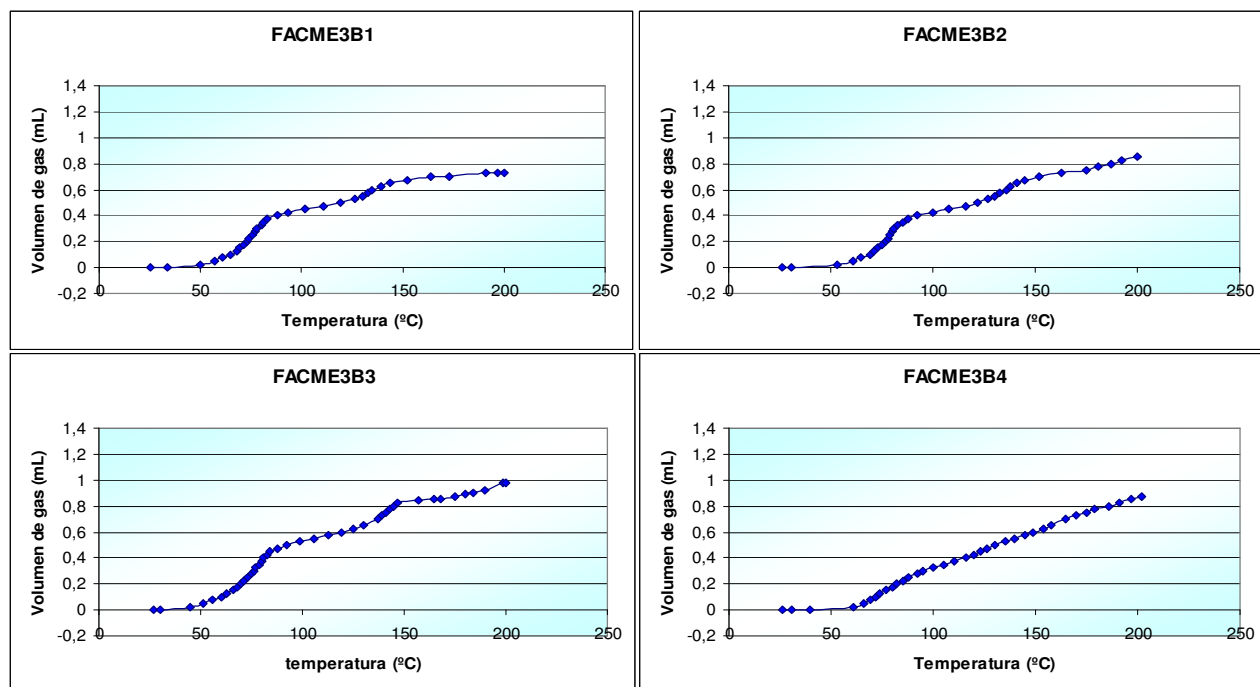 FACME3B1
1,4
1,2
1
0,8
0,6
0,4
0,2
0
-0,2
0 50 100 150 200 250
Volumen de gas (mL)
Temperatura (ºC)
FACME3B2
1,4
1,2
1
0,8
0,6
0,4
0,2
0
-0,2
0 50 100 150 200 250
Volumen de gas (mL)
Temperatura (ºC)
FACME3B3
1,4
1,2
1
0,8
0,6
0,4
0,2
0
-0,2
0 50 100 150 200 250
Volumen de gas (mL)
temperatura (ºC)
FACME3B4
1,4
1,2
1
0,8
0,6
0,4
0,2
0
-0,2
0 50 100 150 200 250
Volumen de gas (mL)
Temperatura (ºC)